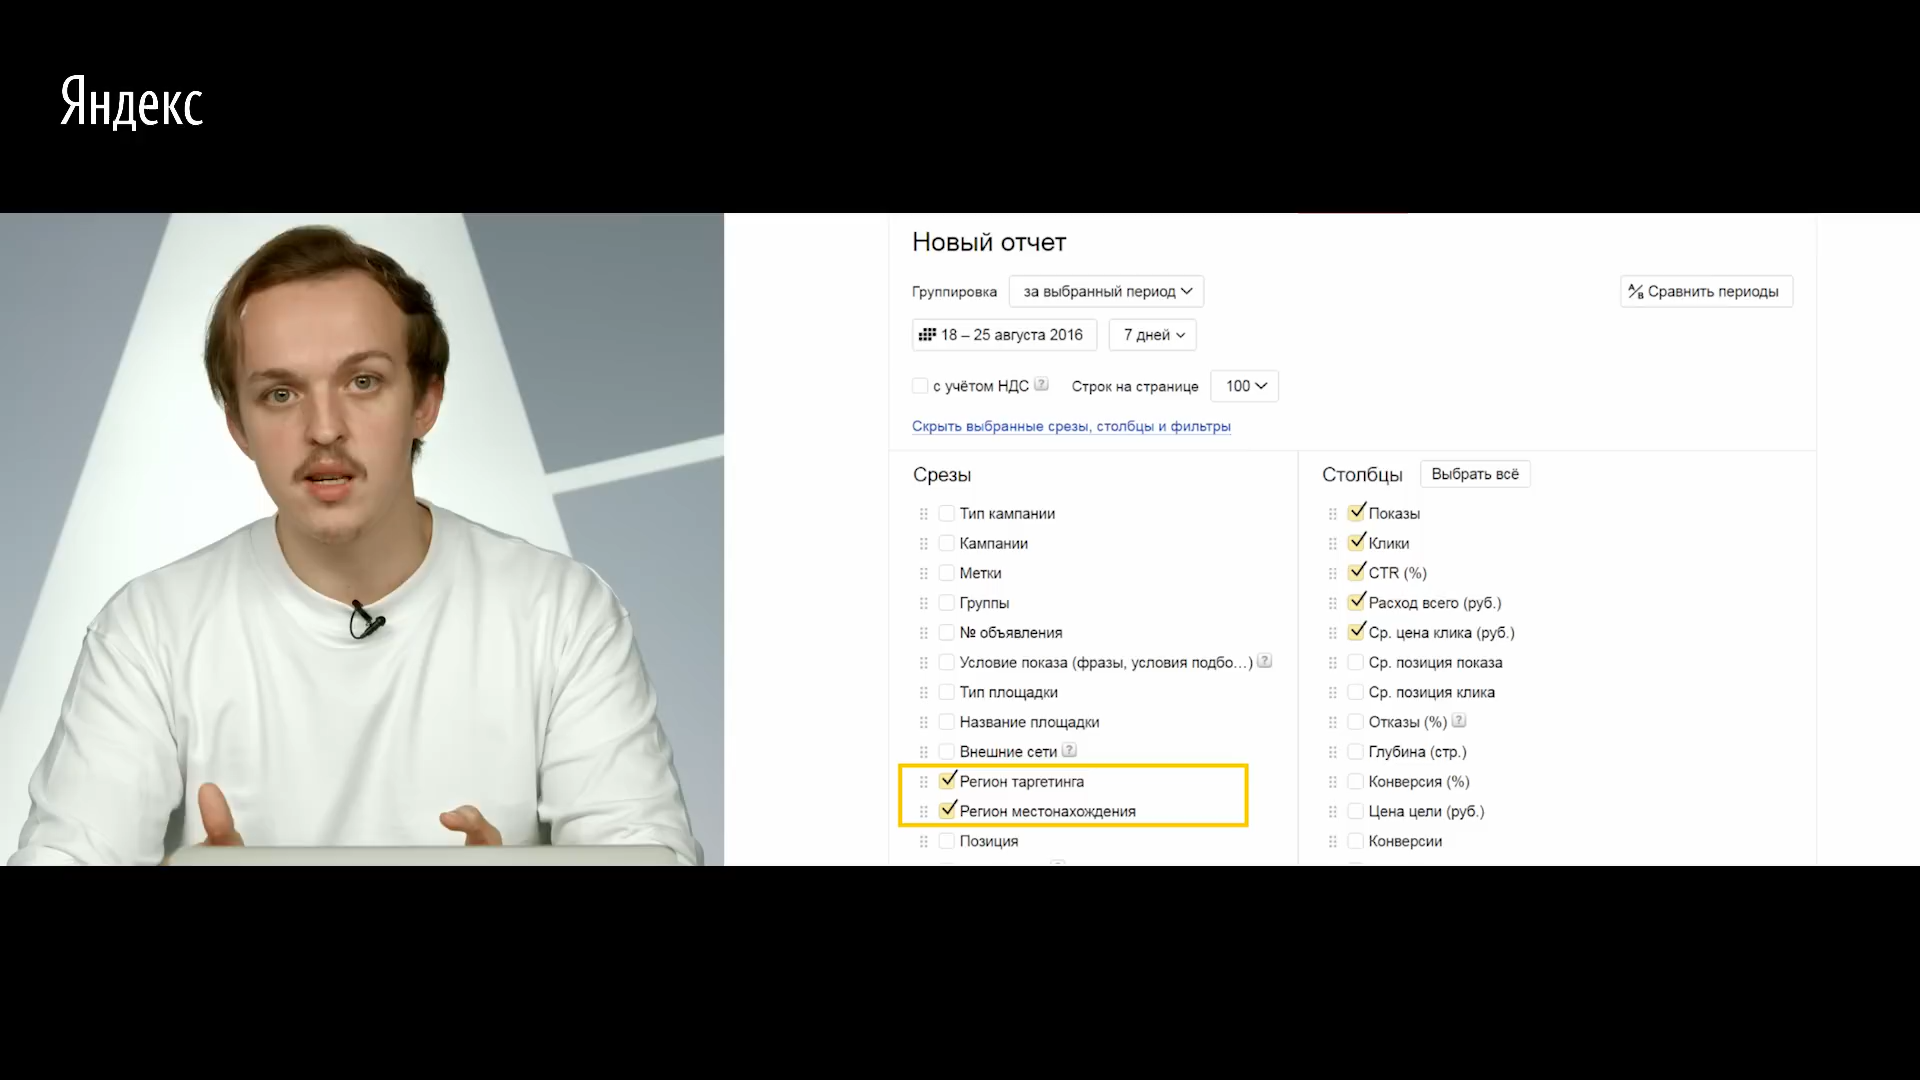 Яндекс
Новый отчет
Группировка за выбранный период A/B Сравнить периоды
18 – 25 августа 2016 7 дней
с учётом НДС ? Строк на странице 100
Скрыть выбранные срезы, столбцы и фильтры
Срезы
Тип кампании
Кампании
Метки
Группы
№ объявления
Условие показа (фразы, условия подбо...) ?
Тип площадки
Название площадки
Внешние сети ?
Регион таргетинга
Регион местонахождения
Позиция
Столбцы Выбрать всё
Показы
Клики
CTR (%)
Расход всего (руб.)
Ср. цена клика (руб.)
Ср. позиция показа
Ср. позиция клика
Отказы (%) ?
Глубина (стр.)
Конверсия (%)
Цена цели (руб.)
Конверсии